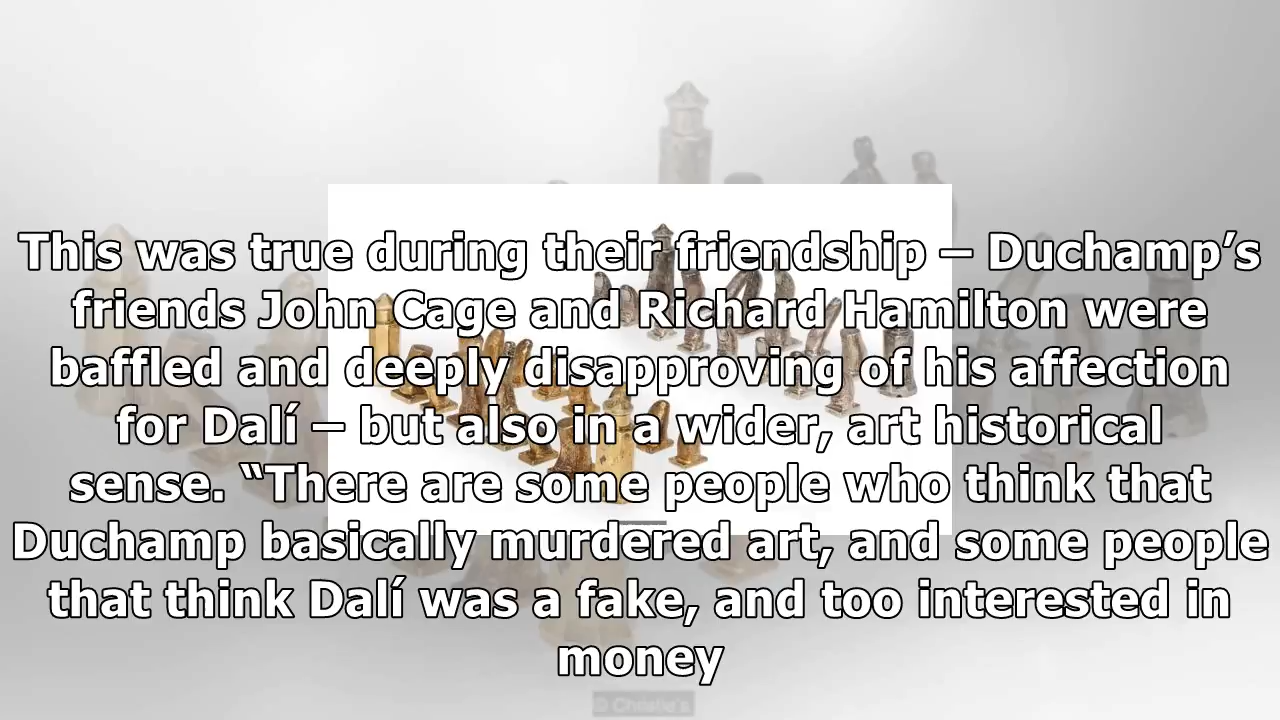 This was true during their friendship – Duchamp’s
friends John Cage and Richard Hamilton were
baffled and deeply disapproving of his affection
for Dalí – but also in a wider, art historical
sense. “There are some people who think that
Duchamp basically murdered art, and some people
that think Dalí was a fake, and too interested in
money
© Christie's